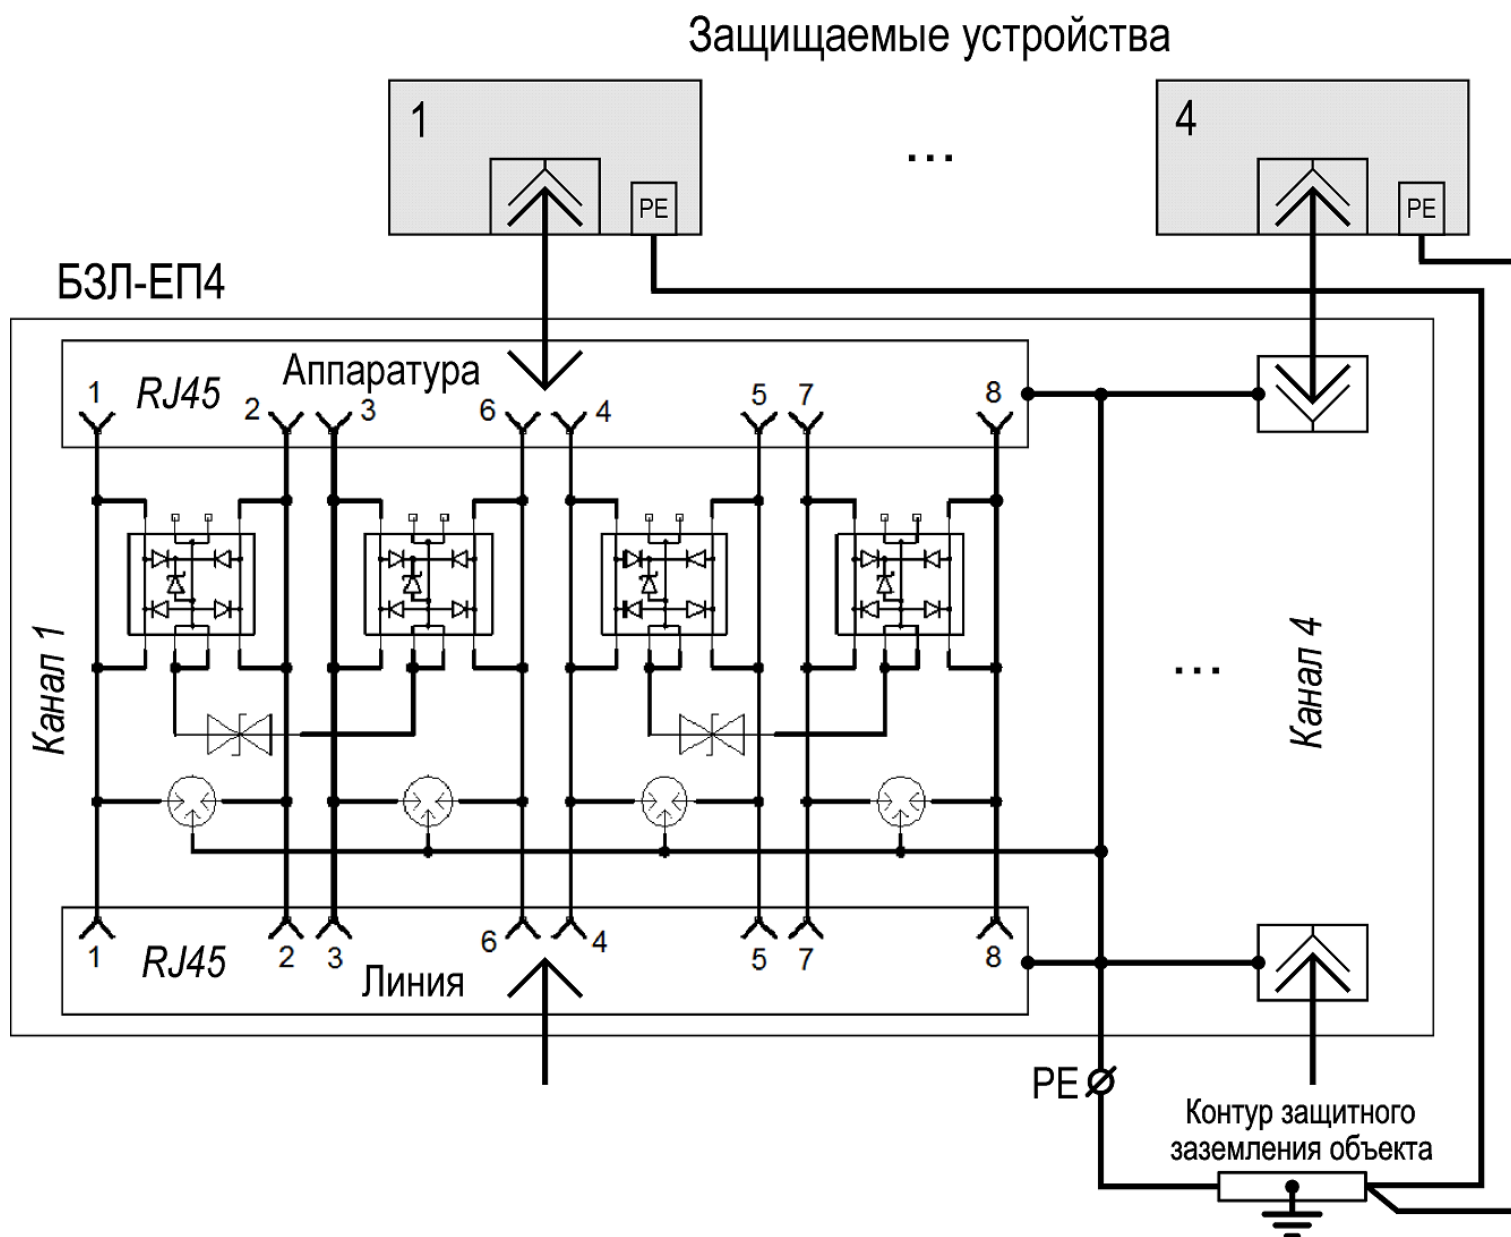 Защищаемые устройства
1
4
...
PE
PE
БЗЛ-ЕП4
RJ45
Аппаратура
1
2
3
6
4
5
7
8
Канал 1
...
Канал 4
1
2
3
6
4
5
7
8
RJ45
Линия
PE
Контур защитного
заземления объекта